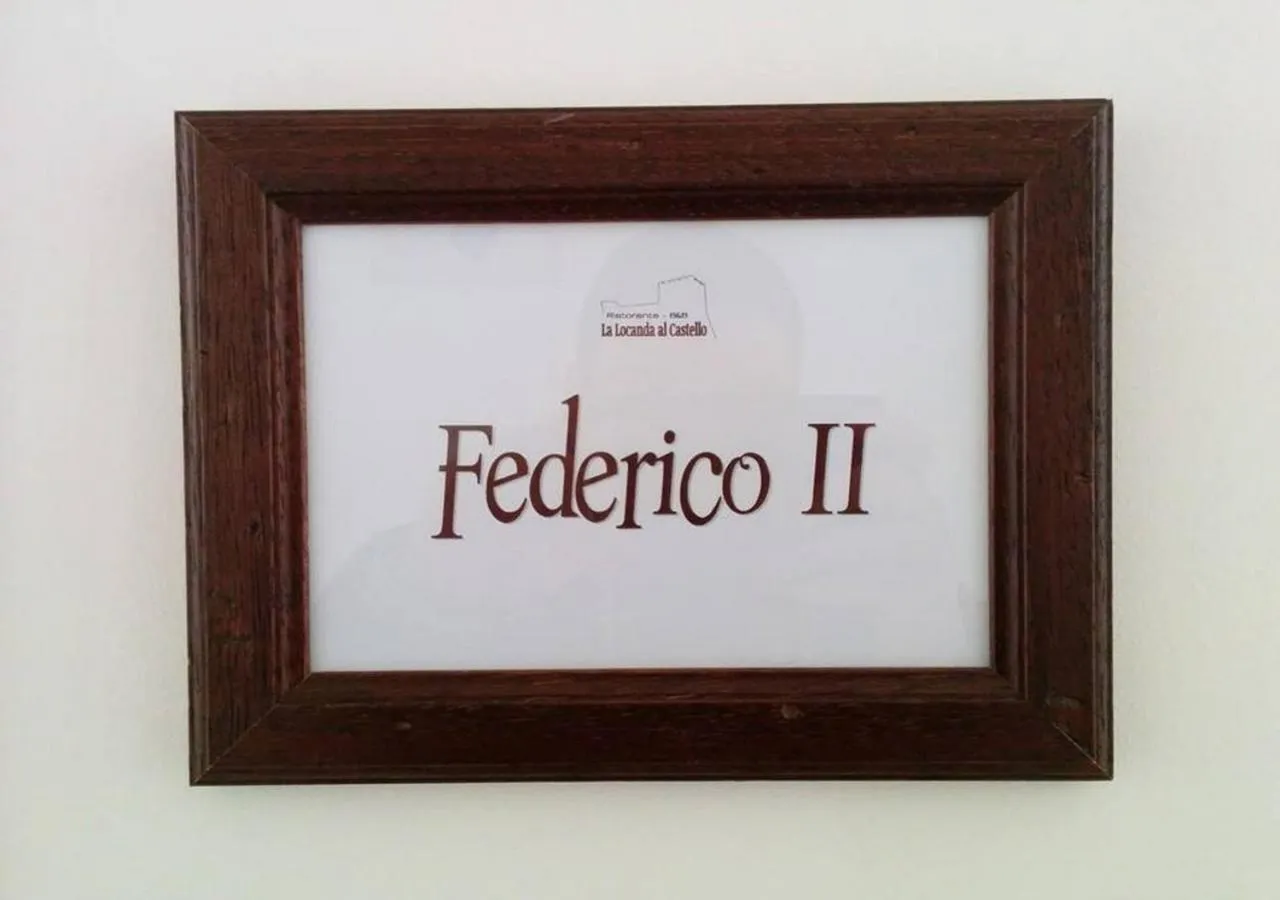 Ristorante - B&B
La Locanda al Castello
Federico II